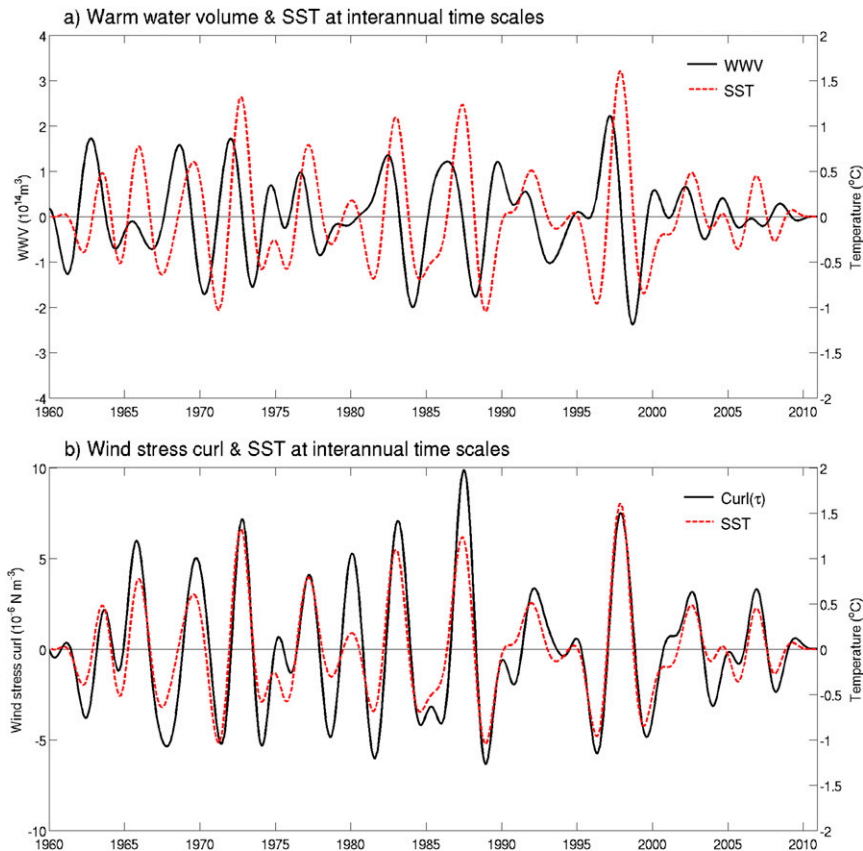 a) Warm water volume & SST at interannual time scales
4
3
2
1
0
-1
-2
-3
-4
WWV (10¹⁴m³)
WWV
SST
2
1.5
1
0.5
0
-0.5
-1
-1.5
-2
Temperature (°C)
1960 1965 1970 1975 1980 1985 1990 1995 2000 2005 2010
b) Wind stress curl & SST at interannual time scales
10
5
0
-5
-10
Wind stress curl (10⁻⁶ N m⁻³)
Curl(τ)
SST
2
1.5
1
0.5
0
-0.5
-1
-1.5
-2
Temperature (°C)
1960 1965 1970 1975 1980 1985 1990 1995 2000 2005 2010